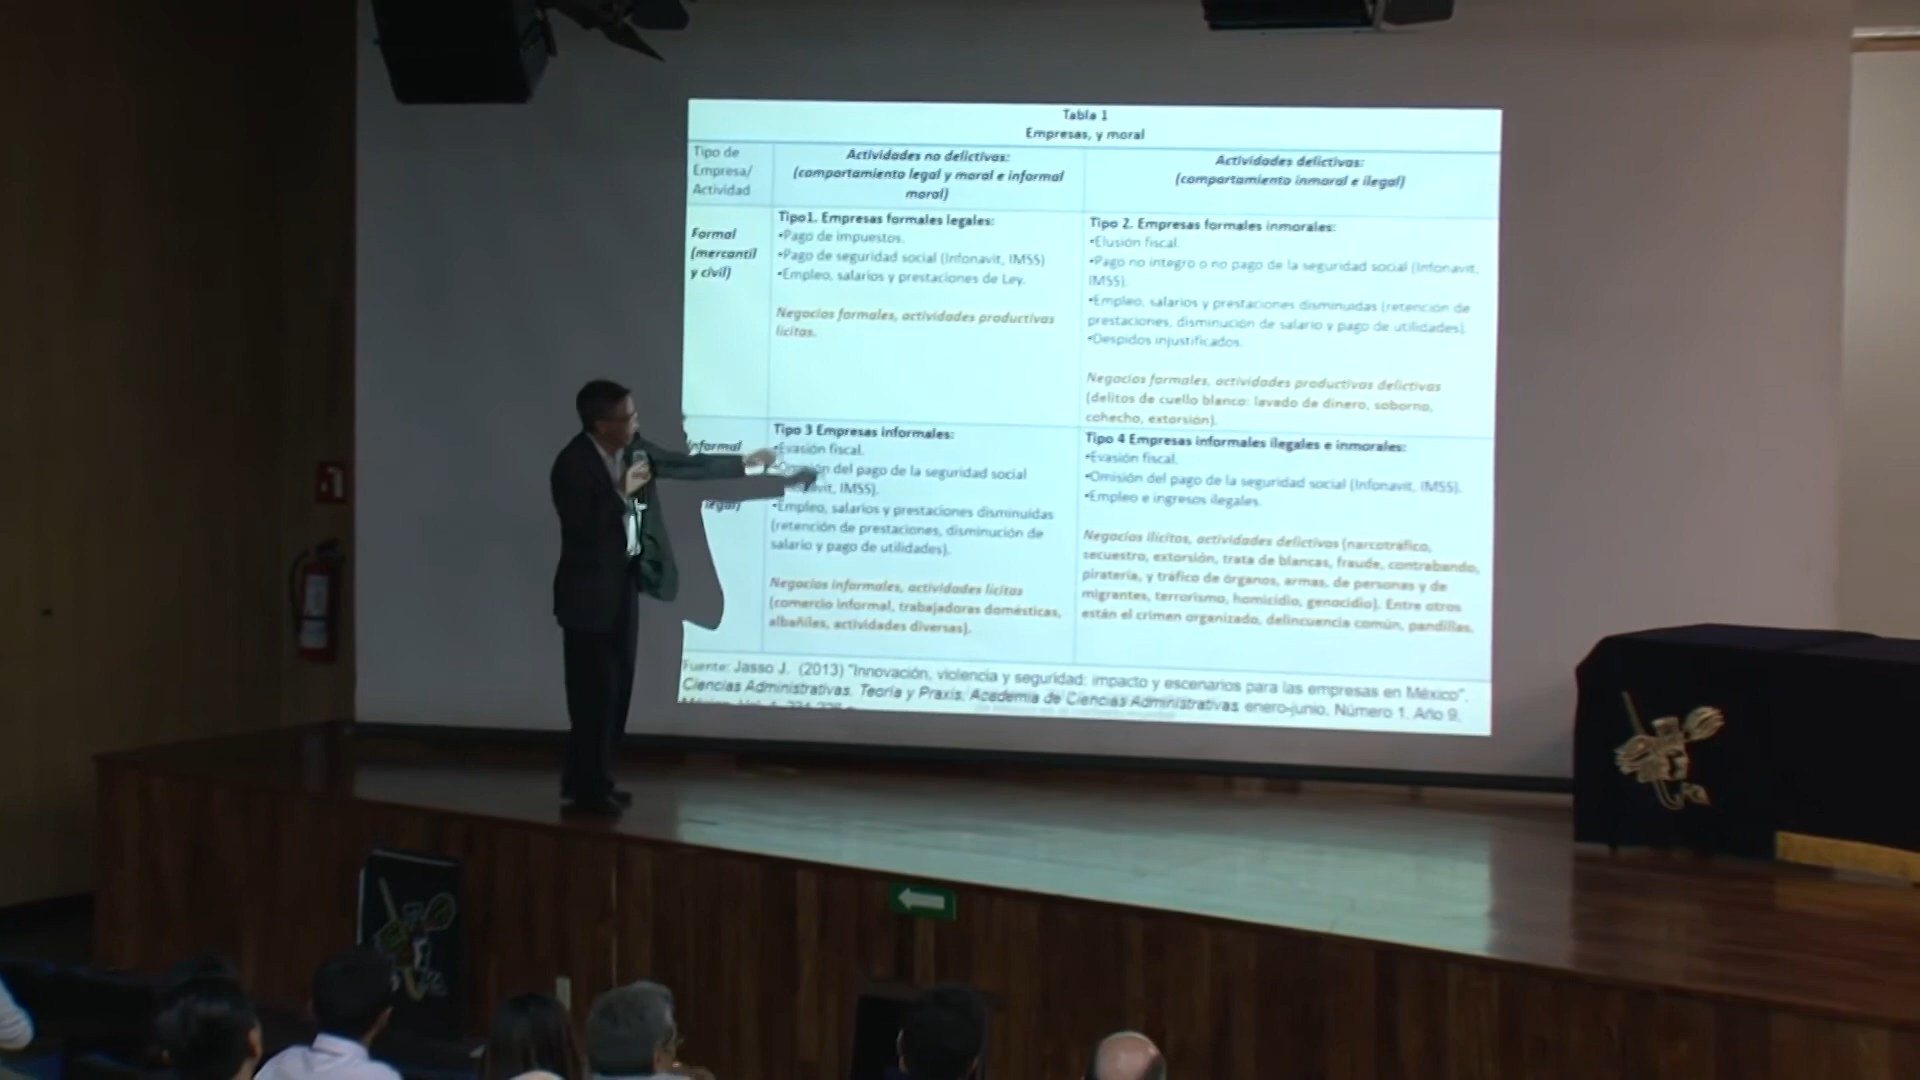 Tabla 1
Empresas, y moral
Tipo de
Empresa/
Actividad
Actividades no delictivas:
(comportamiento legal y moral e informal
moral)
Actividades delictivas:
(comportamiento inmoral e ilegal)
Formal
(mercantil
y civil)
Tipo1. Empresas formales legales:
•Pago de impuestos.
•Pago de seguridad social (Infonavit, IMSS)
•Empleo, salarios y prestaciones de Ley.
Negocios formales, actividades productivas
lícitas.
Tipo 2. Empresas formales inmorales:
•Elusión fiscal.
•Pago no integro o no pago de la seguridad social (Infonavit,
IMSS).
•Empleo, salarios y prestaciones disminuidas (retención de
prestaciones, disminución de salario y pago de utilidades).
•Despidos injustificados.
Negocios formales, actividades productivas delictivas
(delitos de cuello blanco: lavado de dinero, soborno,
cohecho, extorsión).
Informal
Tipo 3 Empresas informales:
•Evasión fiscal.
del pago de la seguridad social
IMSS).
•Empleo, salarios y prestaciones disminuidas
(retención de prestaciones, disminución de
salario y pago de utilidades).
Negocios informales, actividades lícitas
(comercio informal, trabajadoras domésticas,
albañiles, actividades diversas).
Tipo 4 Empresas informales ilegales e inmorales:
•Evasión fiscal.
•Omisión del pago de la seguridad social (Infonavit, IMSS).
•Empleo e ingresos ilegales.
Negocios ilícitos, actividades delictivas (narcotráfico,
secuestro, extorsión, trata de blancas, fraude, contrabando,
piratería, y tráfico de órganos, armas, de personas y de
migrantes, terrorismo, homicidio, genocidio). Entre otros
están el crimen organizado, delincuencia común, pandillas.
Fuente: Jasso J. (2013) "Innovación, violencia y seguridad: impacto y escenarios para las empresas en México".
Ciencias Administrativas. Teoría y Praxis, Academia de Ciencias Administrativas enero-junio, Número 1, Año 9,